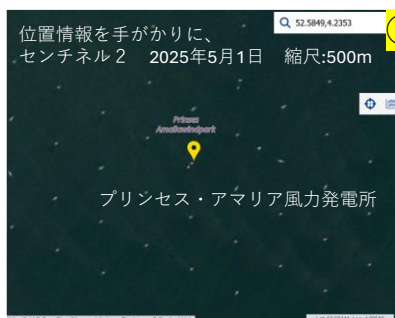 52.5849,4.2353
位置情報を手がかりに、
センチネル２　2025年5月1日　縮尺:500m
Prinses
Amaliawindpark
プリンセス・アマリア風力発電所